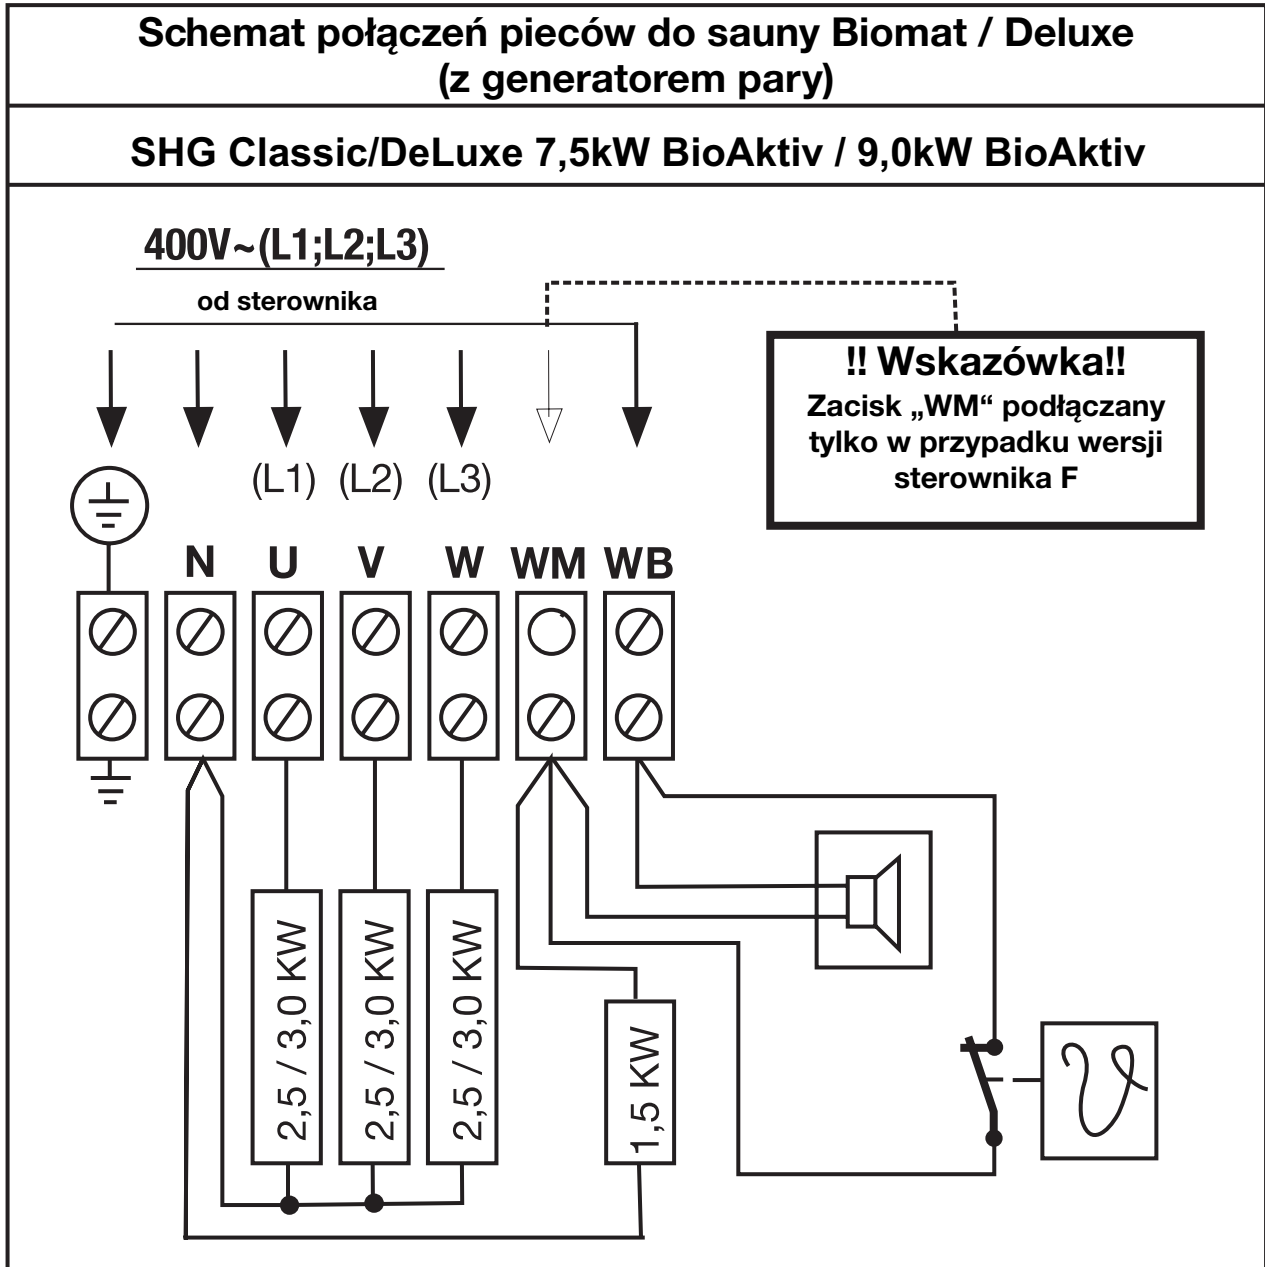 Schemat połączeń pieców do sauny Biomat / Deluxe
(z generatorem pary)
SHG Classic/DeLuxe 7,5kW BioAktiv / 9,0kW BioAktiv
400V~(L1;L2;L3)
od sterownika
!! Wskazówka!!
Zacisk „WM“ podłączany
tylko w przypadku wersji
sterownika F
(L1) (L2) (L3)
N U V W WM WB
2,5 / 3,0 KW
2,5 / 3,0 KW
2,5 / 3,0 KW
1,5 KW
ϑ